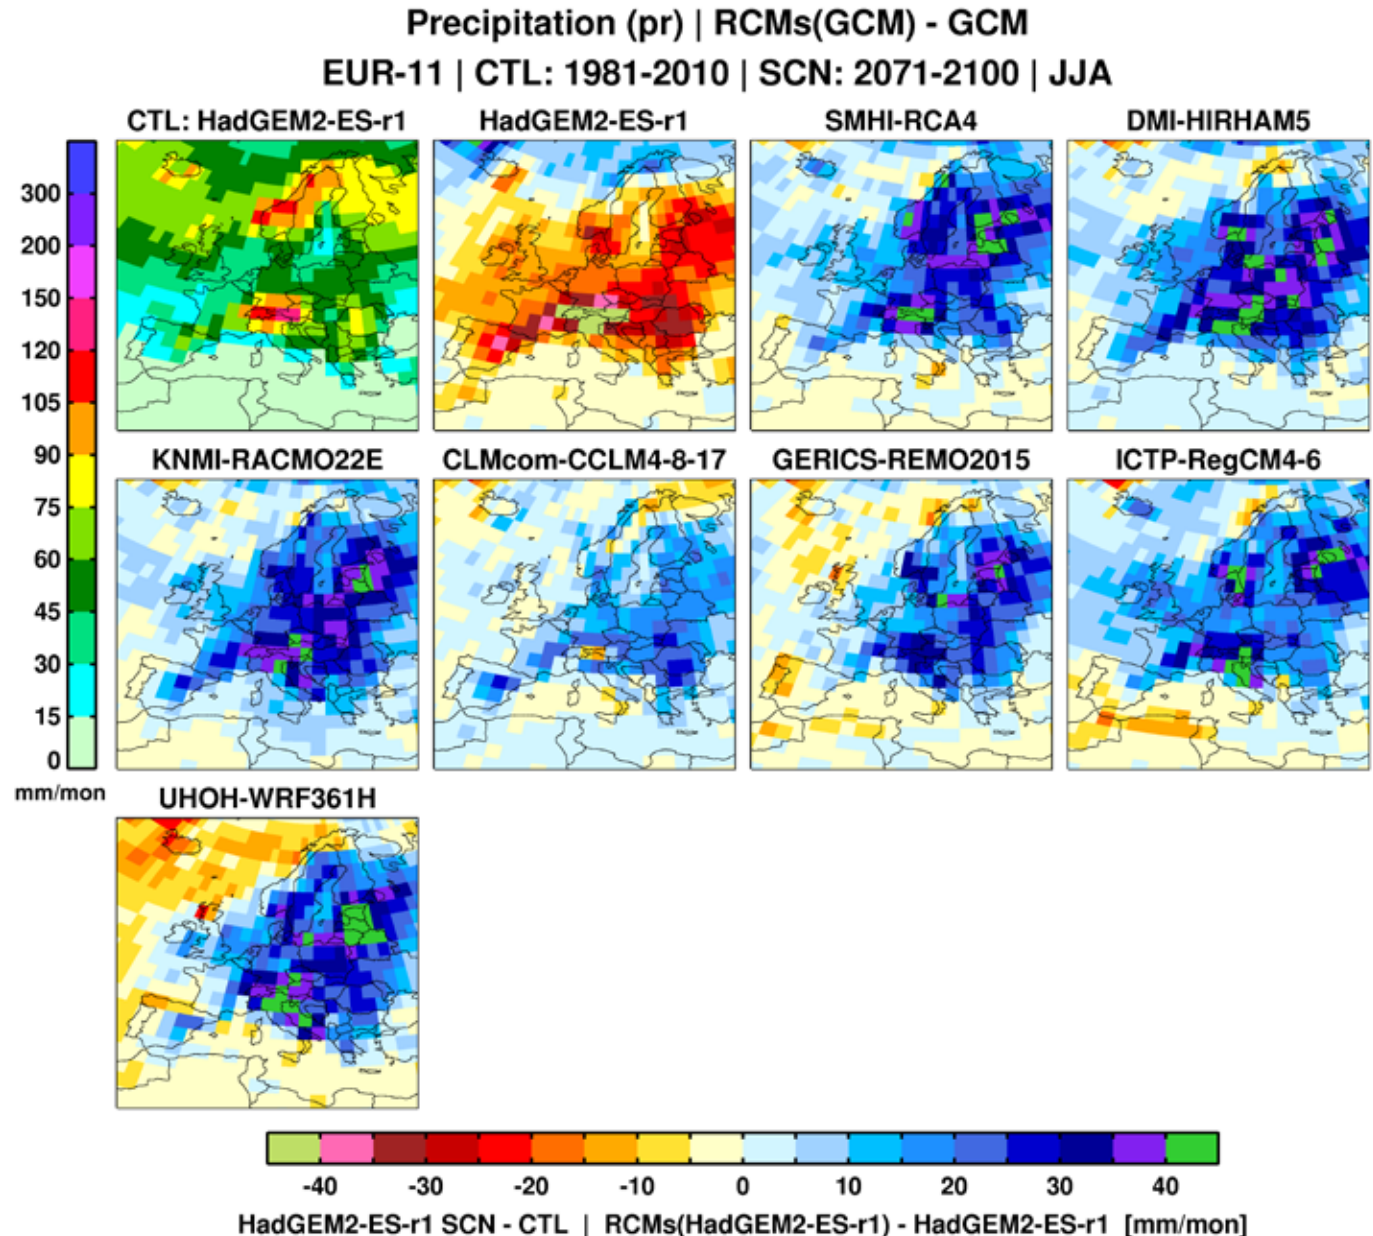 Precipitation (pr) | RCMs(GCM) - GCM
EUR-11 | CTL: 1981-2010 | SCN: 2071-2100 | JJA
CTL: HadGEM2-ES-r1
HadGEM2-ES-r1
SMHI-RCA4
DMI-HIRHAM5
300
200
150
120
105
90
75
60
45
30
15
0
mm/mon
KNMI-RACMO22E
CLMcom-CCLM4-8-17
GERICS-REMO2015
ICTP-RegCM4-6
UHOH-WRF361H
-40 -30 -20 -10 0 10 20 30 40
HadGEM2-ES-r1 SCN - CTL | RCMs(HadGEM2-ES-r1) - HadGEM2-ES-r1 [mm/mon]